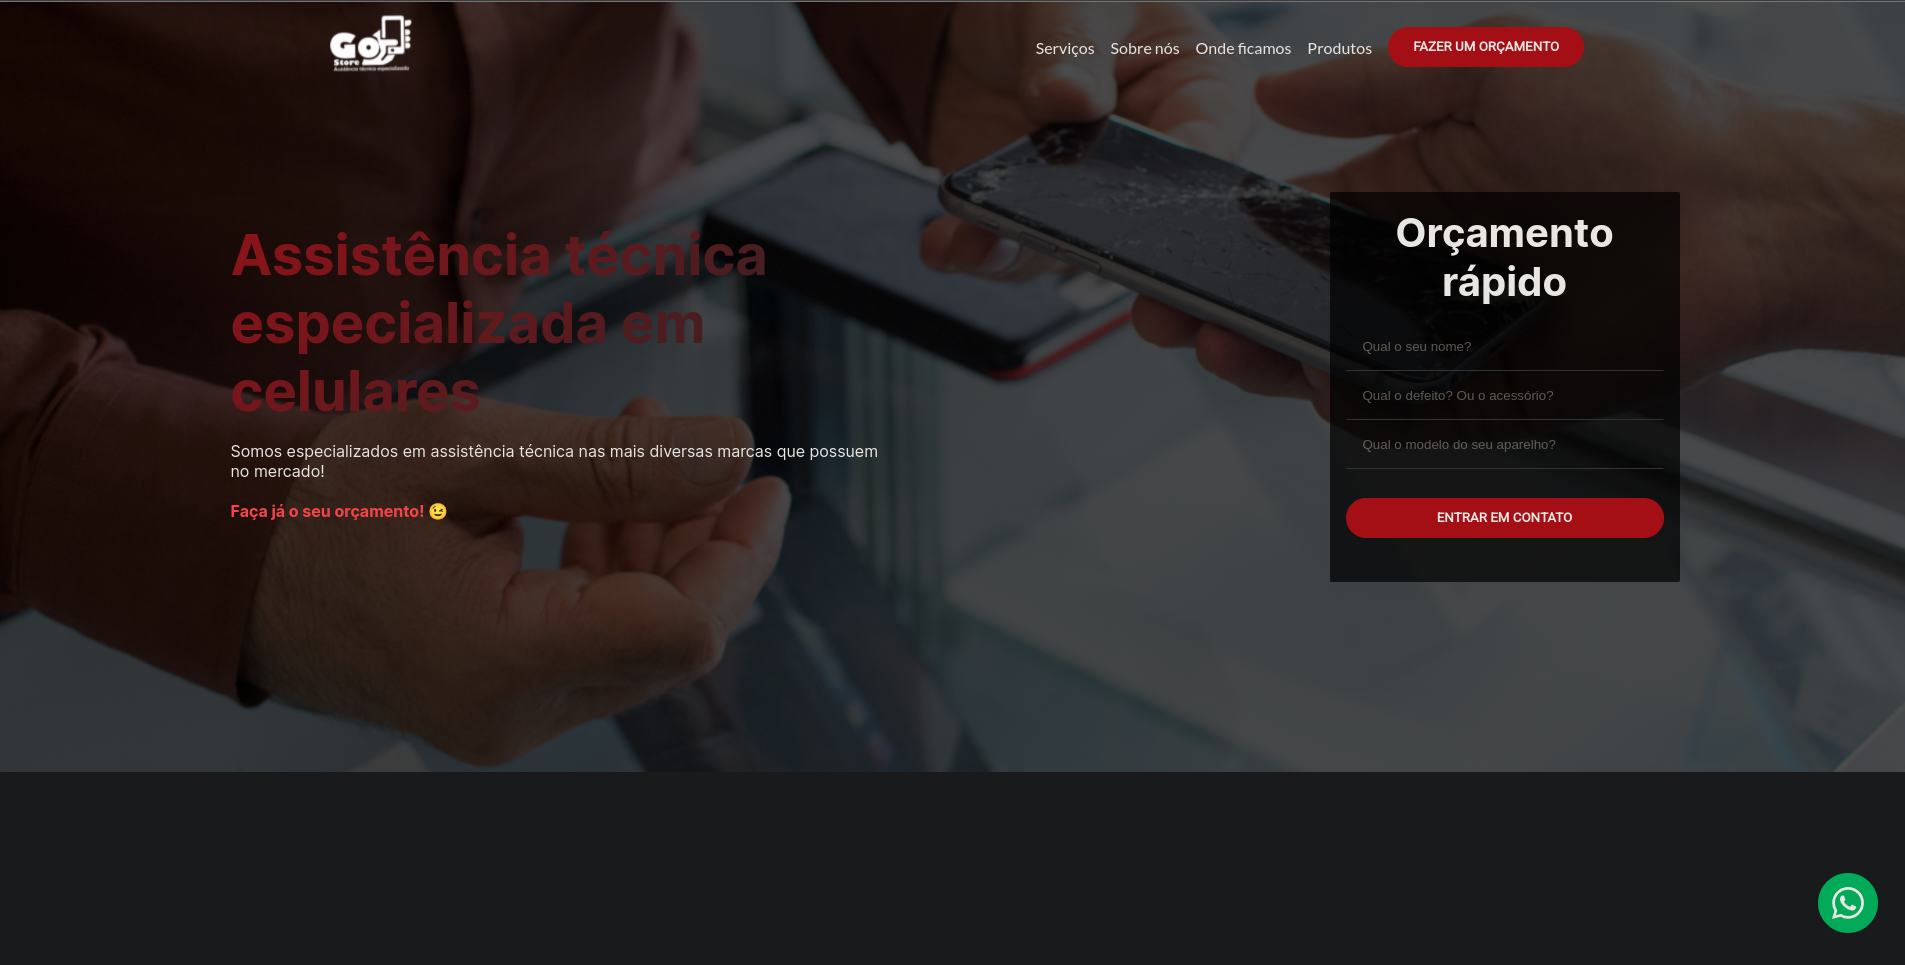 Go
Store
Assistência técnica especializada
Serviços Sobre nós Onde ficamos Produtos FAZER UM ORÇAMENTO
Assistência técnica
especializada em
celulares
Somos especializados em assistência técnica nas mais diversas marcas que possuem
no mercado!
Faça já o seu orçamento! 😉
Orçamento
rápido
Qual o seu nome?
Qual o defeito? Ou o acessório?
Qual o modelo do seu aparelho?
ENTRAR EM CONTATO